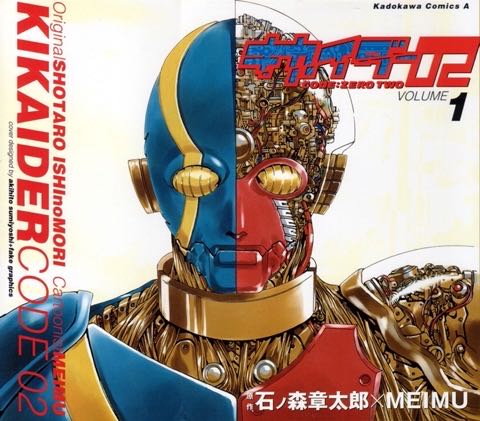 Kadokawa Comics A
キカイダー02
CODE:ZERO TWO
VOLUME 1
Original SHOTARO ISHInoMORI Cartoonist MEIMU
KIKAIDER CODE 02
cover designed by akihito sumiyoshi+fake graphics
原作 石ノ森章太郎×MEIMU